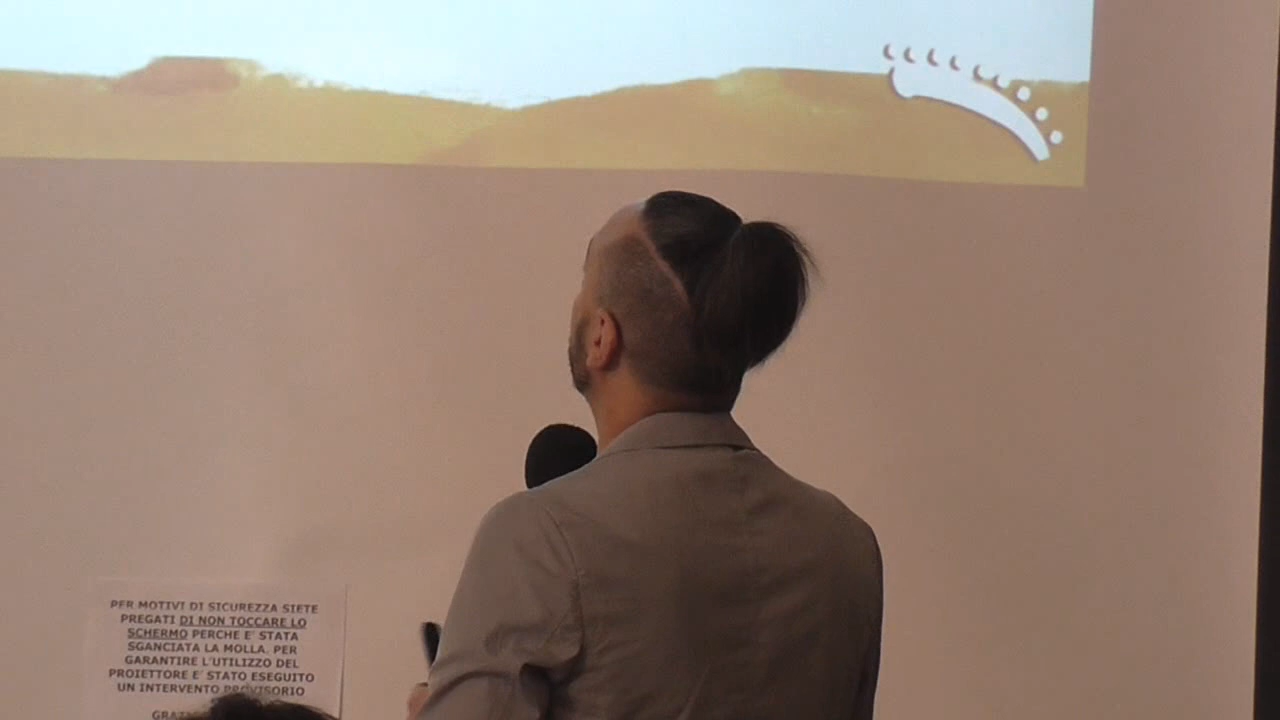 PER MOTIVI DI SICUREZZA SIETE
PREGATI DI NON TOCCARE LO
SCHERMO PERCHE E' STATA
SGANCIATA LA MOLLA. PER
GARANTIRE L'UTILIZZO DEL
PROIETTORE E' STATO ESEGUITO
UN INTERVENTO PROVVISORIO